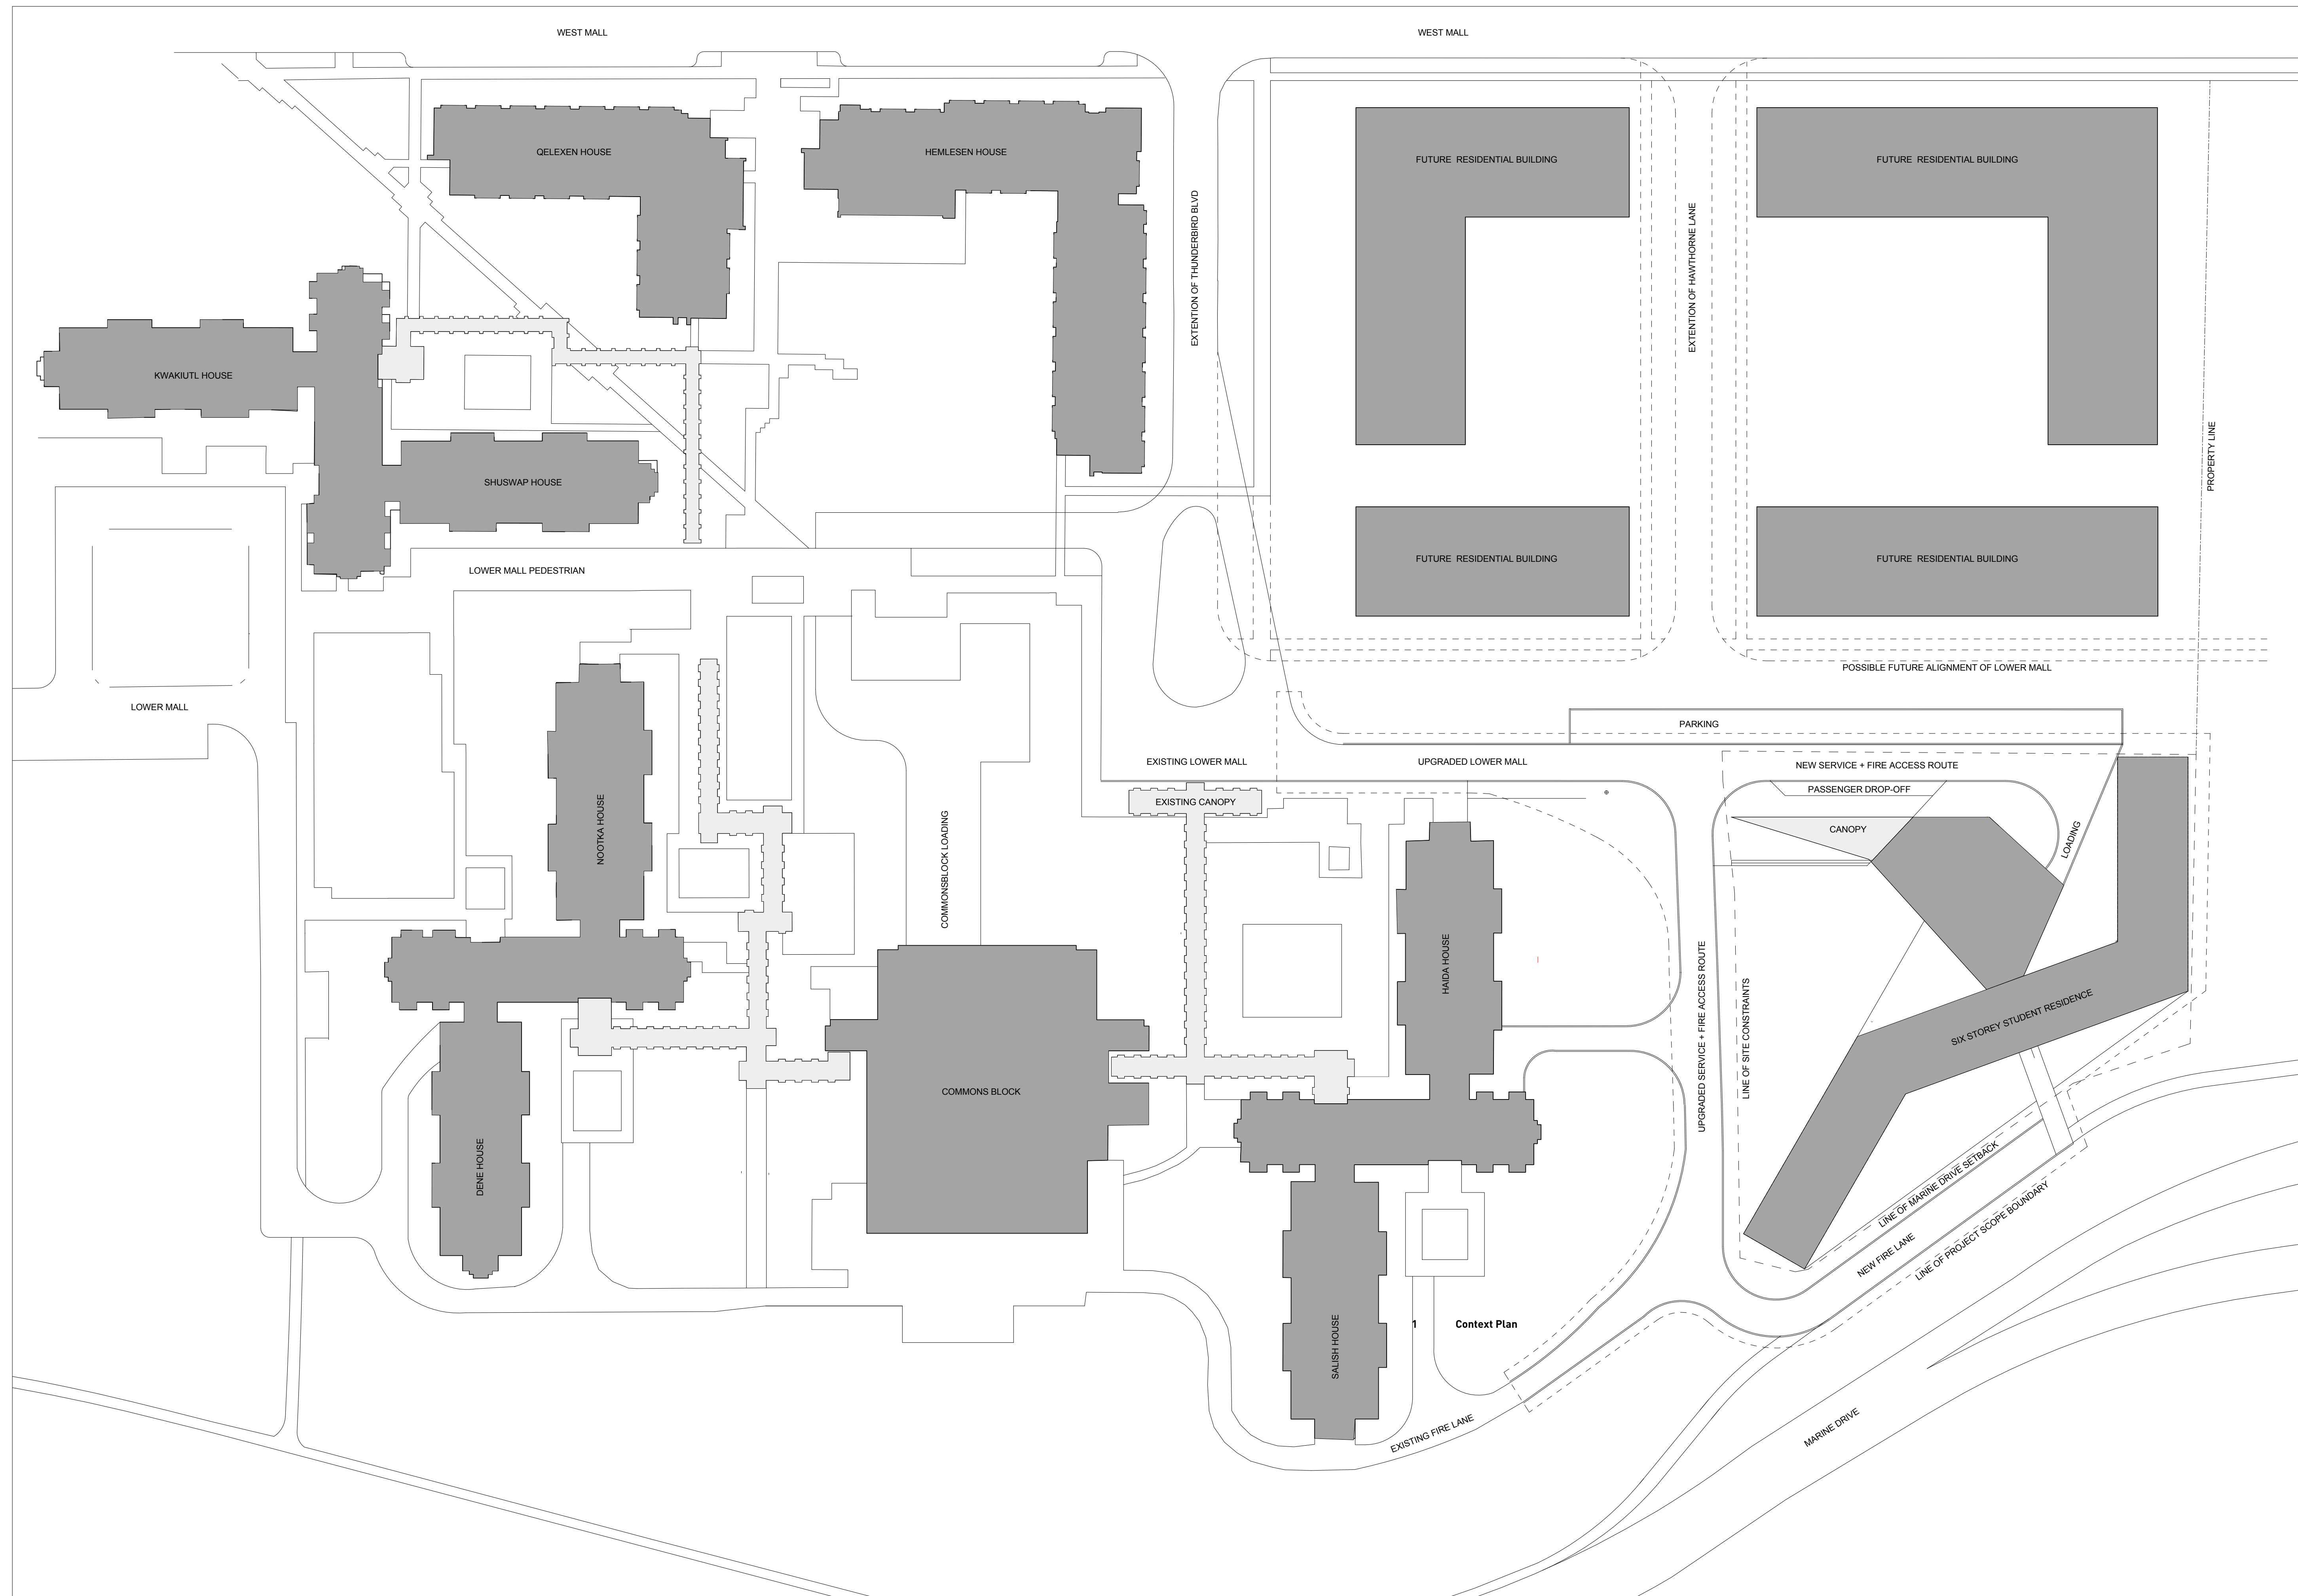 WEST MALL
WEST MALL
QELEXEN HOUSE
HEMLESEN HOUSE
FUTURE RESIDENTIAL BUILDING
FUTURE RESIDENTIAL BUILDING
EXTENTION OF THUNDERBIRD BLVD
EXTENTION OF HAWTHORNE LANE
KWAKIUTL HOUSE
PROPERTY LINE
SHUSWAP HOUSE
FUTURE RESIDENTIAL BUILDING
FUTURE RESIDENTIAL BUILDING
LOWER MALL PEDESTRIAN
POSSIBLE FUTURE ALIGNMENT OF LOWER MALL
LOWER MALL
PARKING
EXISTING LOWER MALL
UPGRADED LOWER MALL
NEW SERVICE + FIRE ACCESS ROUTE
PASSENGER DROP-OFF
EXISTING CANOPY
NOOTKA HOUSE
CANOPY
LOADING
COMMONSBLOCK LOADING
HAIDA HOUSE
UPGRADED SERVICE + FIRE ACCESS ROUTE
LINE OF SITE CONSTRAINTS
SIX STOREY STUDENT RESIDENCE
COMMONS BLOCK
DENE HOUSE
LINE OF MARINE DRIVE SETBACK
NEW FIRE LANE
LINE OF PROJECT SCOPE BOUNDARY
SALISH HOUSE
1 Context Plan
EXISTING FIRE LANE
MARINE DRIVE